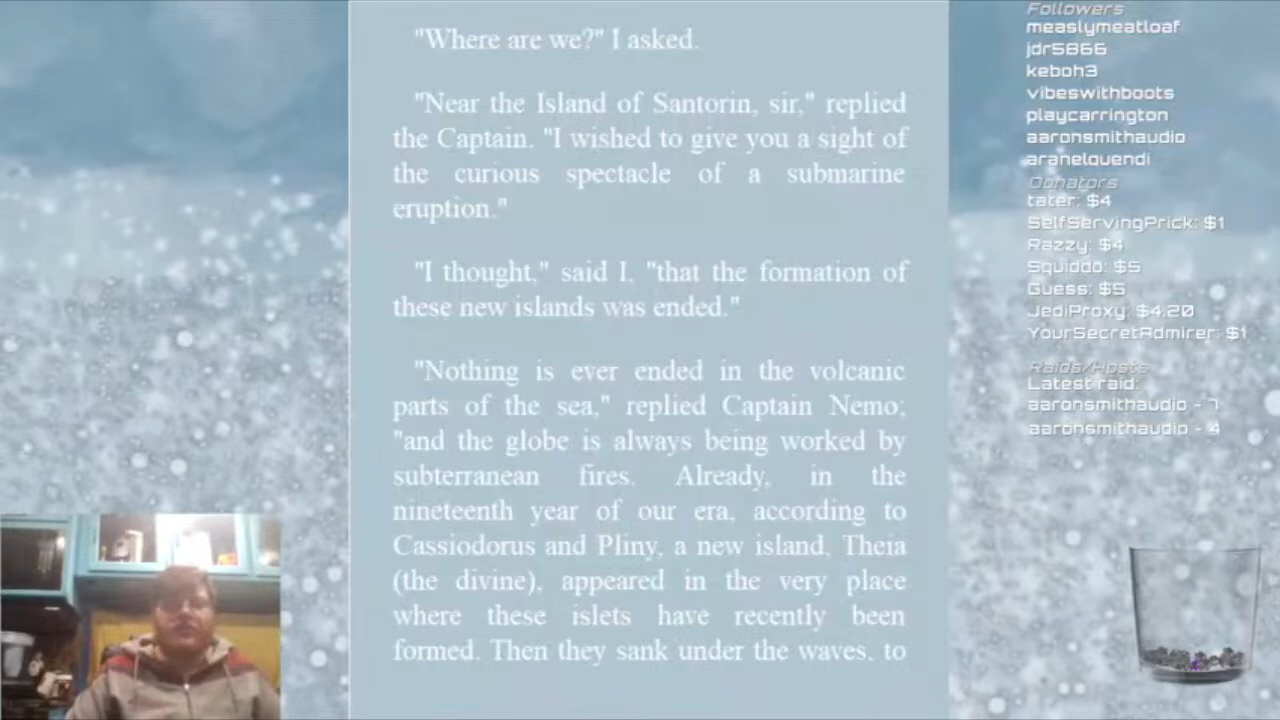 "Where are we?" I asked.
"Near the Island of Santorin, sir," replied
the Captain. "I wished to give you a sight of
the curious spectacle of a submarine
eruption."
"I thought," said I, "that the formation of
these new islands was ended."
"Nothing is ever ended in the volcanic
parts of the sea," replied Captain Nemo;
"and the globe is always being worked by
subterranean fires. Already, in the
nineteenth year of our era, according to
Cassiodorus and Pliny, a new island, Theia
(the divine), appeared in the very place
where these islets have recently been
formed. Then they sank under the waves, to
Followers
measlymeatloaf
jdr5866
keboh3
vibeswithboots
playcarrington
aaronsmithaudio
aranelquendi
Donators
tater: $4
SelfServingPrick: $1
Razzy: $4
Squidoo: $5
Guess: $5
JediProxy: $4.20
YourSecretAdmirer: $1
Raids/Hosts
Latest raid:
aaronsmithaudio - 7
aaronsmithaudio - 4